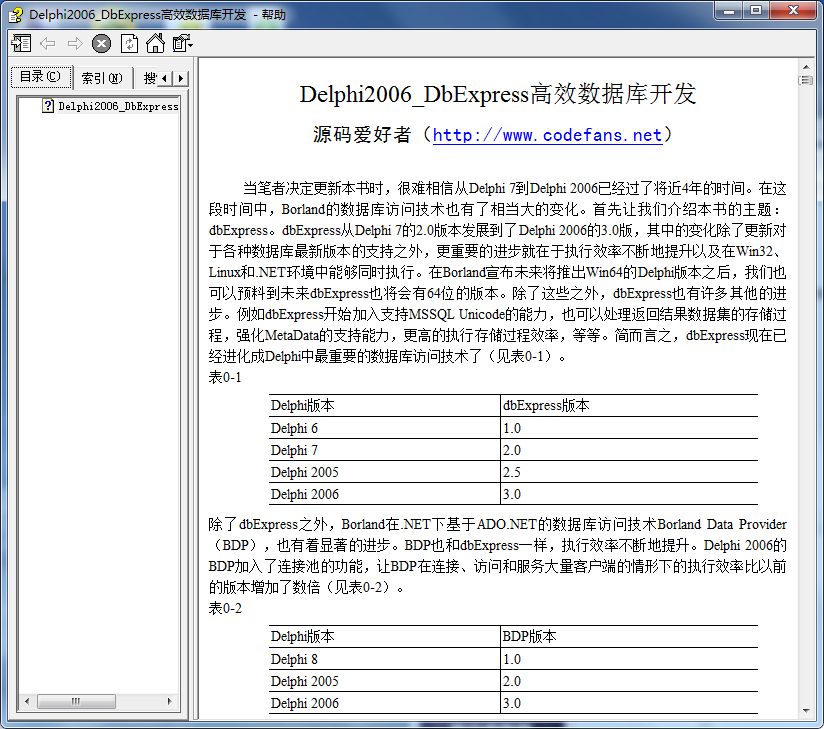 Delphi2006_DbExpress高效数据库开发 - 帮助
目录(C) 索引(N) 搜
Delphi2006_DbExpress
Delphi2006_DbExpress高效数据库开发
源码爱好者（http://www.codefans.net）
当笔者决定更新本书时，很难相信从Delphi 7到Delphi 2006已经过了将近4年的时间。在这
段时间中，Borland的数据库访问技术也有了相当大的变化。首先让我们介绍本书的主题：
dbExpress。dbExpress从Delphi 7的2.0版本发展到了Delphi 2006的3.0版，其中的变化除了更新对
于各种数据库最新版本的支持之外，更重要的进步就在于执行效率不断地提升以及在Win32、
Linux和.NET环境中能够同时执行。在Borland宣布未来将推出Win64的Delphi版本之后，我们也
可以预料到未来dbExpress也将会有64位的版本。除了这些之外，dbExpress也有许多其他的进
步。例如dbExpress开始加入支持MSSQL Unicode的能力，也可以处理返回结果数据集的存储过
程，强化MetaData的支持能力，更高的执行存储过程效率，等等。简而言之，dbExpress现在已
经进化成Delphi中最重要的数据库访问技术了（见表0-1）。
表0-1
Delphi版本 dbExpress版本
Delphi 6 1.0
Delphi 7 2.0
Delphi 2005 2.5
Delphi 2006 3.0
除了dbExpress之外，Borland在.NET下基于ADO.NET的数据库访问技术Borland Data Provider
（BDP），也有着显著的进步。BDP也和dbExpress一样，执行效率不断地提升。Delphi 2006的
BDP加入了连接池的功能，让BDP在连接、访问和服务大量客户端的情形下的执行效率比以前
的版本增加了数倍（见表0-2）。
表0-2
Delphi版本 BDP版本
Delphi 8 1.0
Delphi 2005 2.0
Delphi 2006 3.0